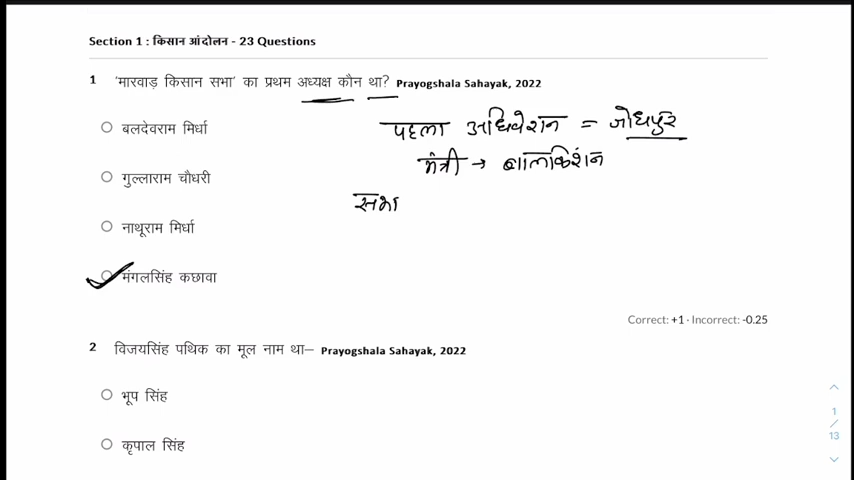 Section 1 : किसान आंदोलन - 23 Questions
1 'मारवाड़ किसान सभा' का प्रथम अध्यक्ष कौन था? Prayogshala Sahayak, 2022
पहला अधिवेशन = जोधपुर
बलदेवराम मिर्धा
मंत्री → बालकिशन
गुल्लाराम चौधरी
सभा
नाथूराम मिर्धा
मंगलसिंह कछावा
Correct: +1 · Incorrect: -0.25
2 विजयसिंह पथिक का मूल नाम था– Prayogshala Sahayak, 2022
भूप सिंह
कृपाल सिंह
1
/
13